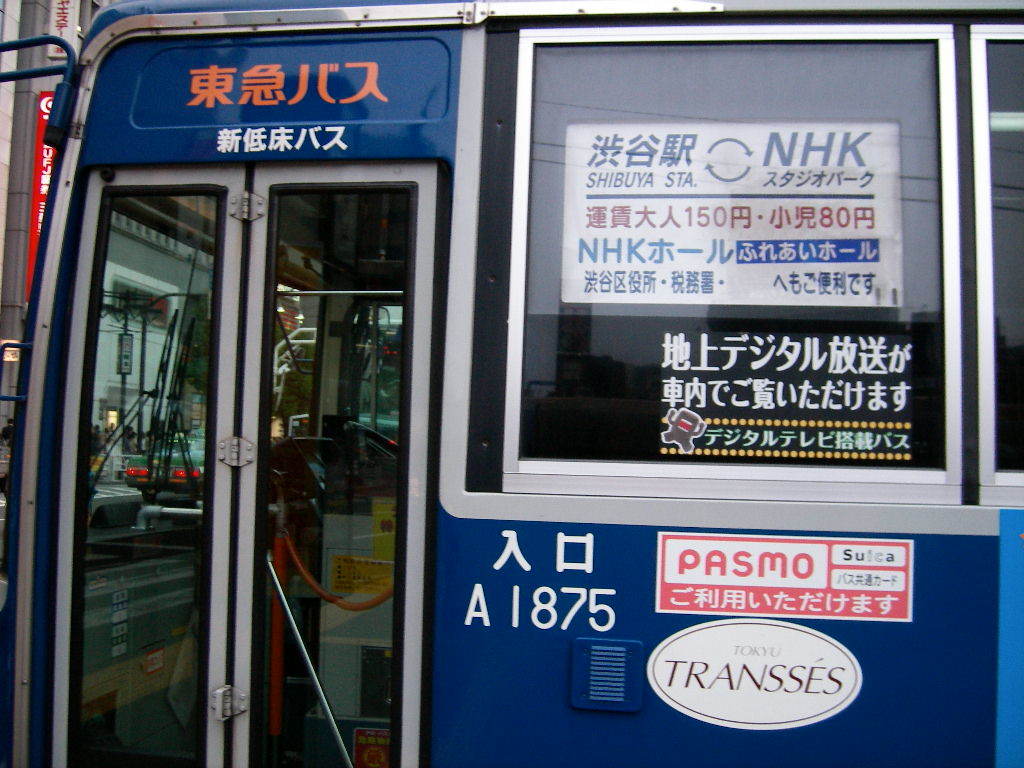 東急バス
新低床バス
渋谷駅 NHK
SHIBUYA STA. スタジオパーク
運賃大人150円・小児80円
NHKホール ふれあいホール
渋谷区役所・税務署・ へもご便利です
地上デジタル放送が
車内でご覧いただけます
デジタルテレビ搭載バス
入口
A1875
PASMO Suica
バス共通カード
ご利用いただけます
TOKYU
TRANSSÉS